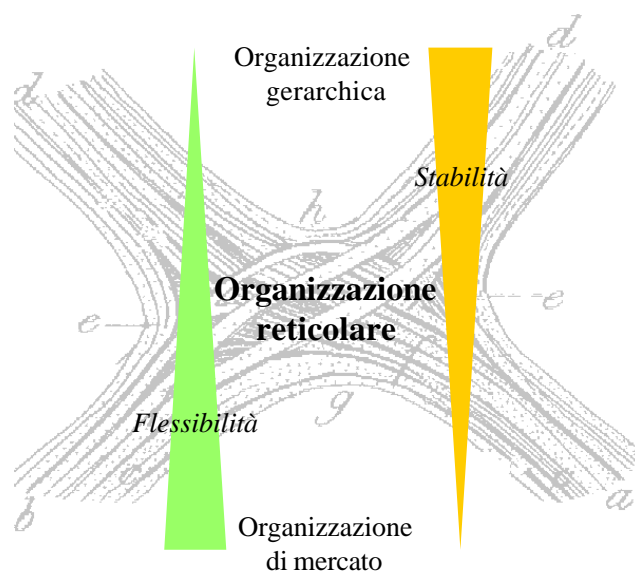 Organizzazione
gerarchica
d
d
Stabilità
h
Organizzazione
reticolare
e
e
g
Flessibilità
c
b
a
Organizzazione
di mercato